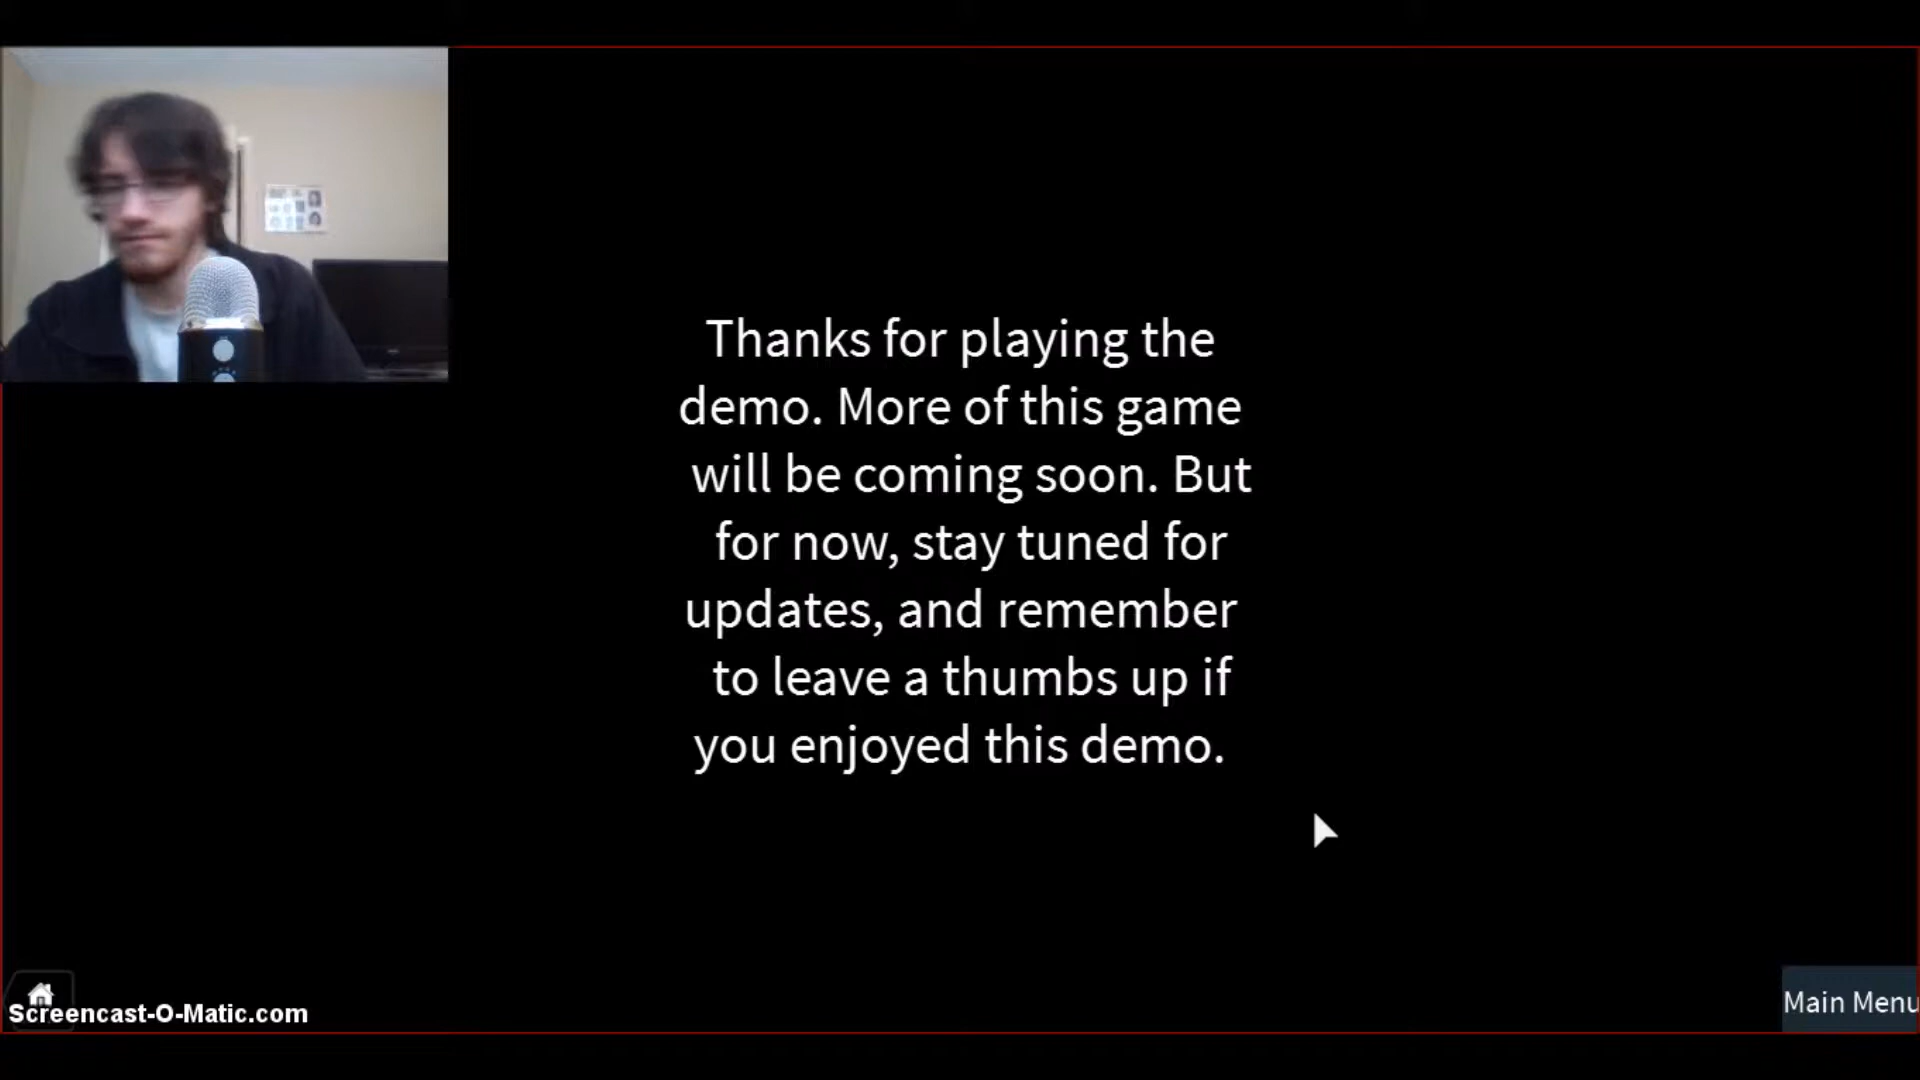 Thanks for playing the
demo. More of this game
will be coming soon. But
for now, stay tuned for
updates, and remember
to leave a thumbs up if
you enjoyed this demo.
Screencast-O-Matic.com
Main Menu